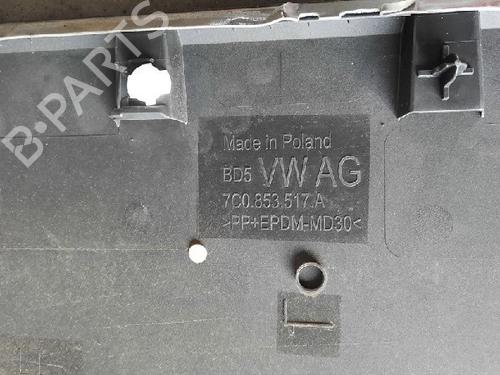 B-PARTS
Made in Poland
BD5 VW AG
7C0.853.517.A
>PP+EPDM-MD30<